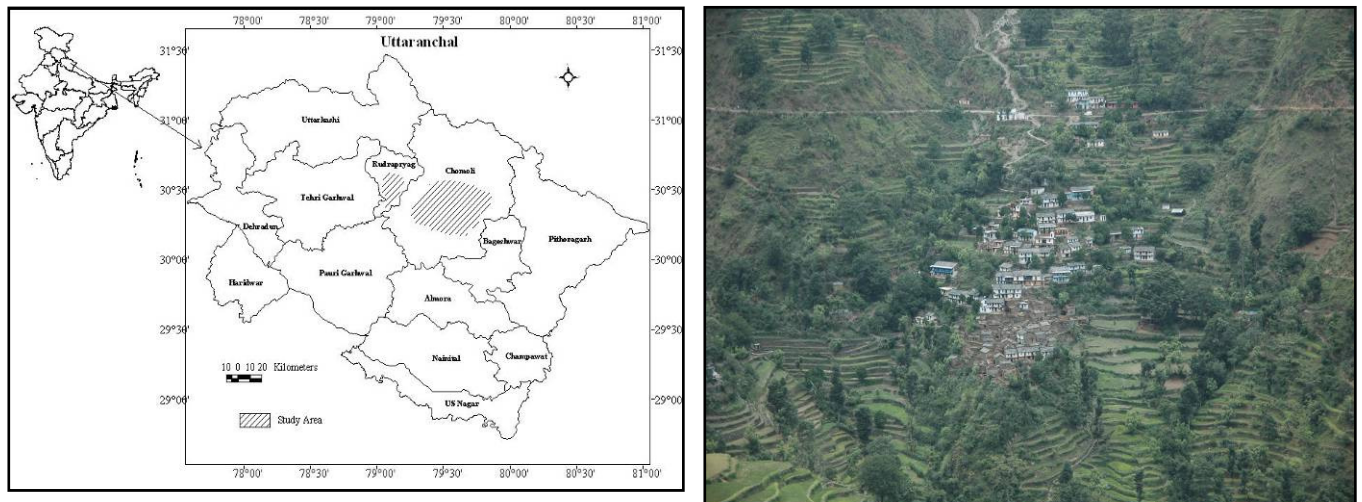 78°00' 78°30' 79°00' 79°30' 80°00' 80°30' 81°00'
Uttaranchal
31°30'
31°30'
31°00'
31°00'
30°30'
30°30'
30°00'
30°00'
29°30'
29°30'
29°00'
29°00'
Uttarkashi
Rudrapryag
Chomoli
Tehri Garhwal
Dehradun
Bageshwar
Pithoragarh
Pauri Garhwal
Haridwar
Almora
Nainital
Champawat
US Nagar
10 0 10 20 Kilometers
Study Area
78°00' 78°30' 79°00' 79°30' 80°00' 80°30' 81°00'